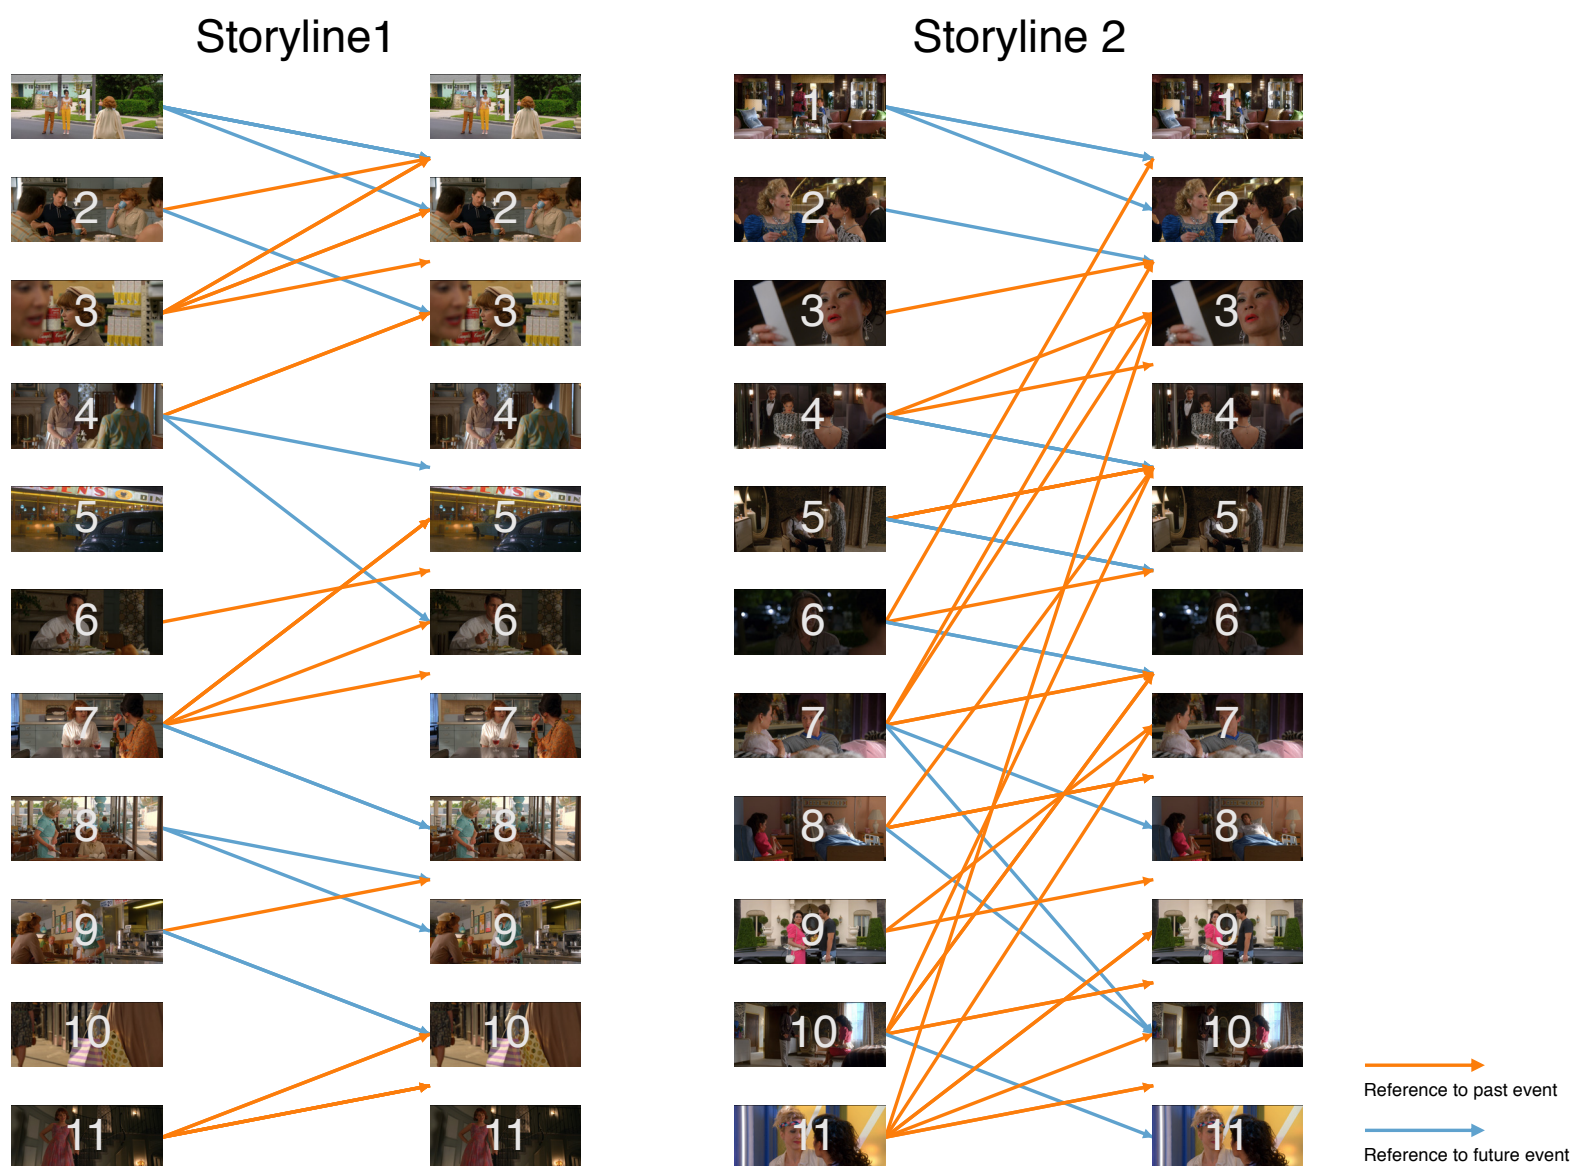 Storyline1
Storyline 2
1 1 1 1
2 2 2 2
3 3 3 3
4 4 4 4
5 5 5 5
6 6 6 6
7 7 7 7
8 8 8 8
9 9 9 9
10 10 10 10
11 11 11 11
Reference to past event
Reference to future event